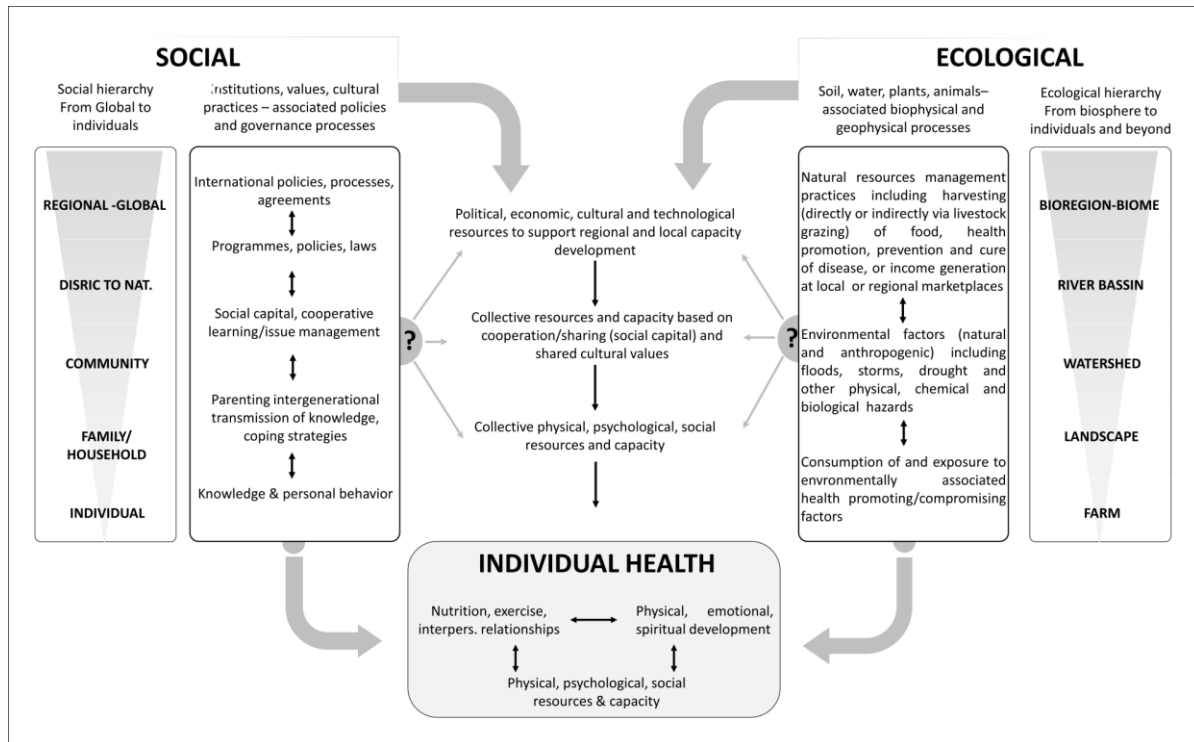 SOCIAL
Social hierarchy
From Global to
individuals
Institutions, values, cultural
practices – associated policies
and governance processes
REGIONAL -GLOBAL
DISRIC TO NAT.
COMMUNITY
FAMILY/
HOUSEHOLD
INDIVIDUAL
International policies, processes,
agreements
Programmes, policies, laws
Social capital, cooperative
learning/issue management
Parenting intergenerational
transmission of knowledge,
coping strategies
Knowledge & personal behavior
?
Political, economic, cultural and technological
resources to support regional and local capacity
development
Collective resources and capacity based on
cooperation/sharing (social capital) and
shared cultural values
Collective physical, psychological, social
resources and capacity
?
ECOLOGICAL
Soil, water, plants, animals–
associated biophysical and
geophysical processes
Ecological hierarchy
From biosphere to
individuals and beyond
Natural resources management
practices including harvesting
(directly or indirectly via livestock
grazing) of food, health
promotion, prevention and cure
of disease, or income generation
at local or regional marketplaces
Environmental factors (natural
and anthropogenic) including
floods, storms, drought and
other physical, chemical and
biological hazards
Consumption of and exposure to
envronmentally associated
health promoting/compromising
factors
BIOREGION-BIOME
RIVER BASSIN
WATERSHED
LANDSCAPE
FARM
INDIVIDUAL HEALTH
Nutrition, exercise,
interpers. relationships
Physical, emotional,
spiritual development
Physical, psychological, social
resources & capacity